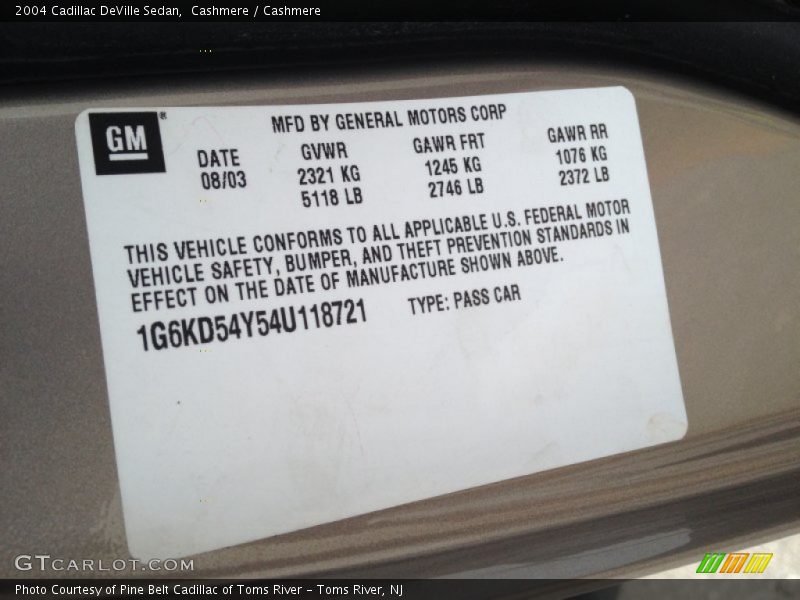 2004 Cadillac DeVille Sedan,  Cashmere / Cashmere
GM®
MFD BY GENERAL MOTORS CORP
DATE GVWR GAWR FRT GAWR RR
08/03 2321 KG 1245 KG 1076 KG
5118 LB 2746 LB 2372 LB
THIS VEHICLE CONFORMS TO ALL APPLICABLE U.S. FEDERAL MOTOR
VEHICLE SAFETY, BUMPER, AND THEFT PREVENTION STANDARDS IN
EFFECT ON THE DATE OF MANUFACTURE SHOWN ABOVE.
1G6KD54Y54U118721 TYPE: PASS CAR
GTCARLOT.COM
Photo Courtesy of Pine Belt Cadillac of Toms River – Toms River, NJ